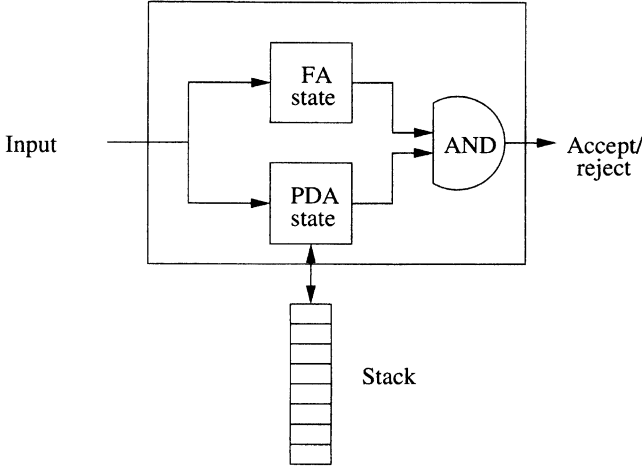 FA
state
Input
AND
Accept/
reject
PDA
state
Stack